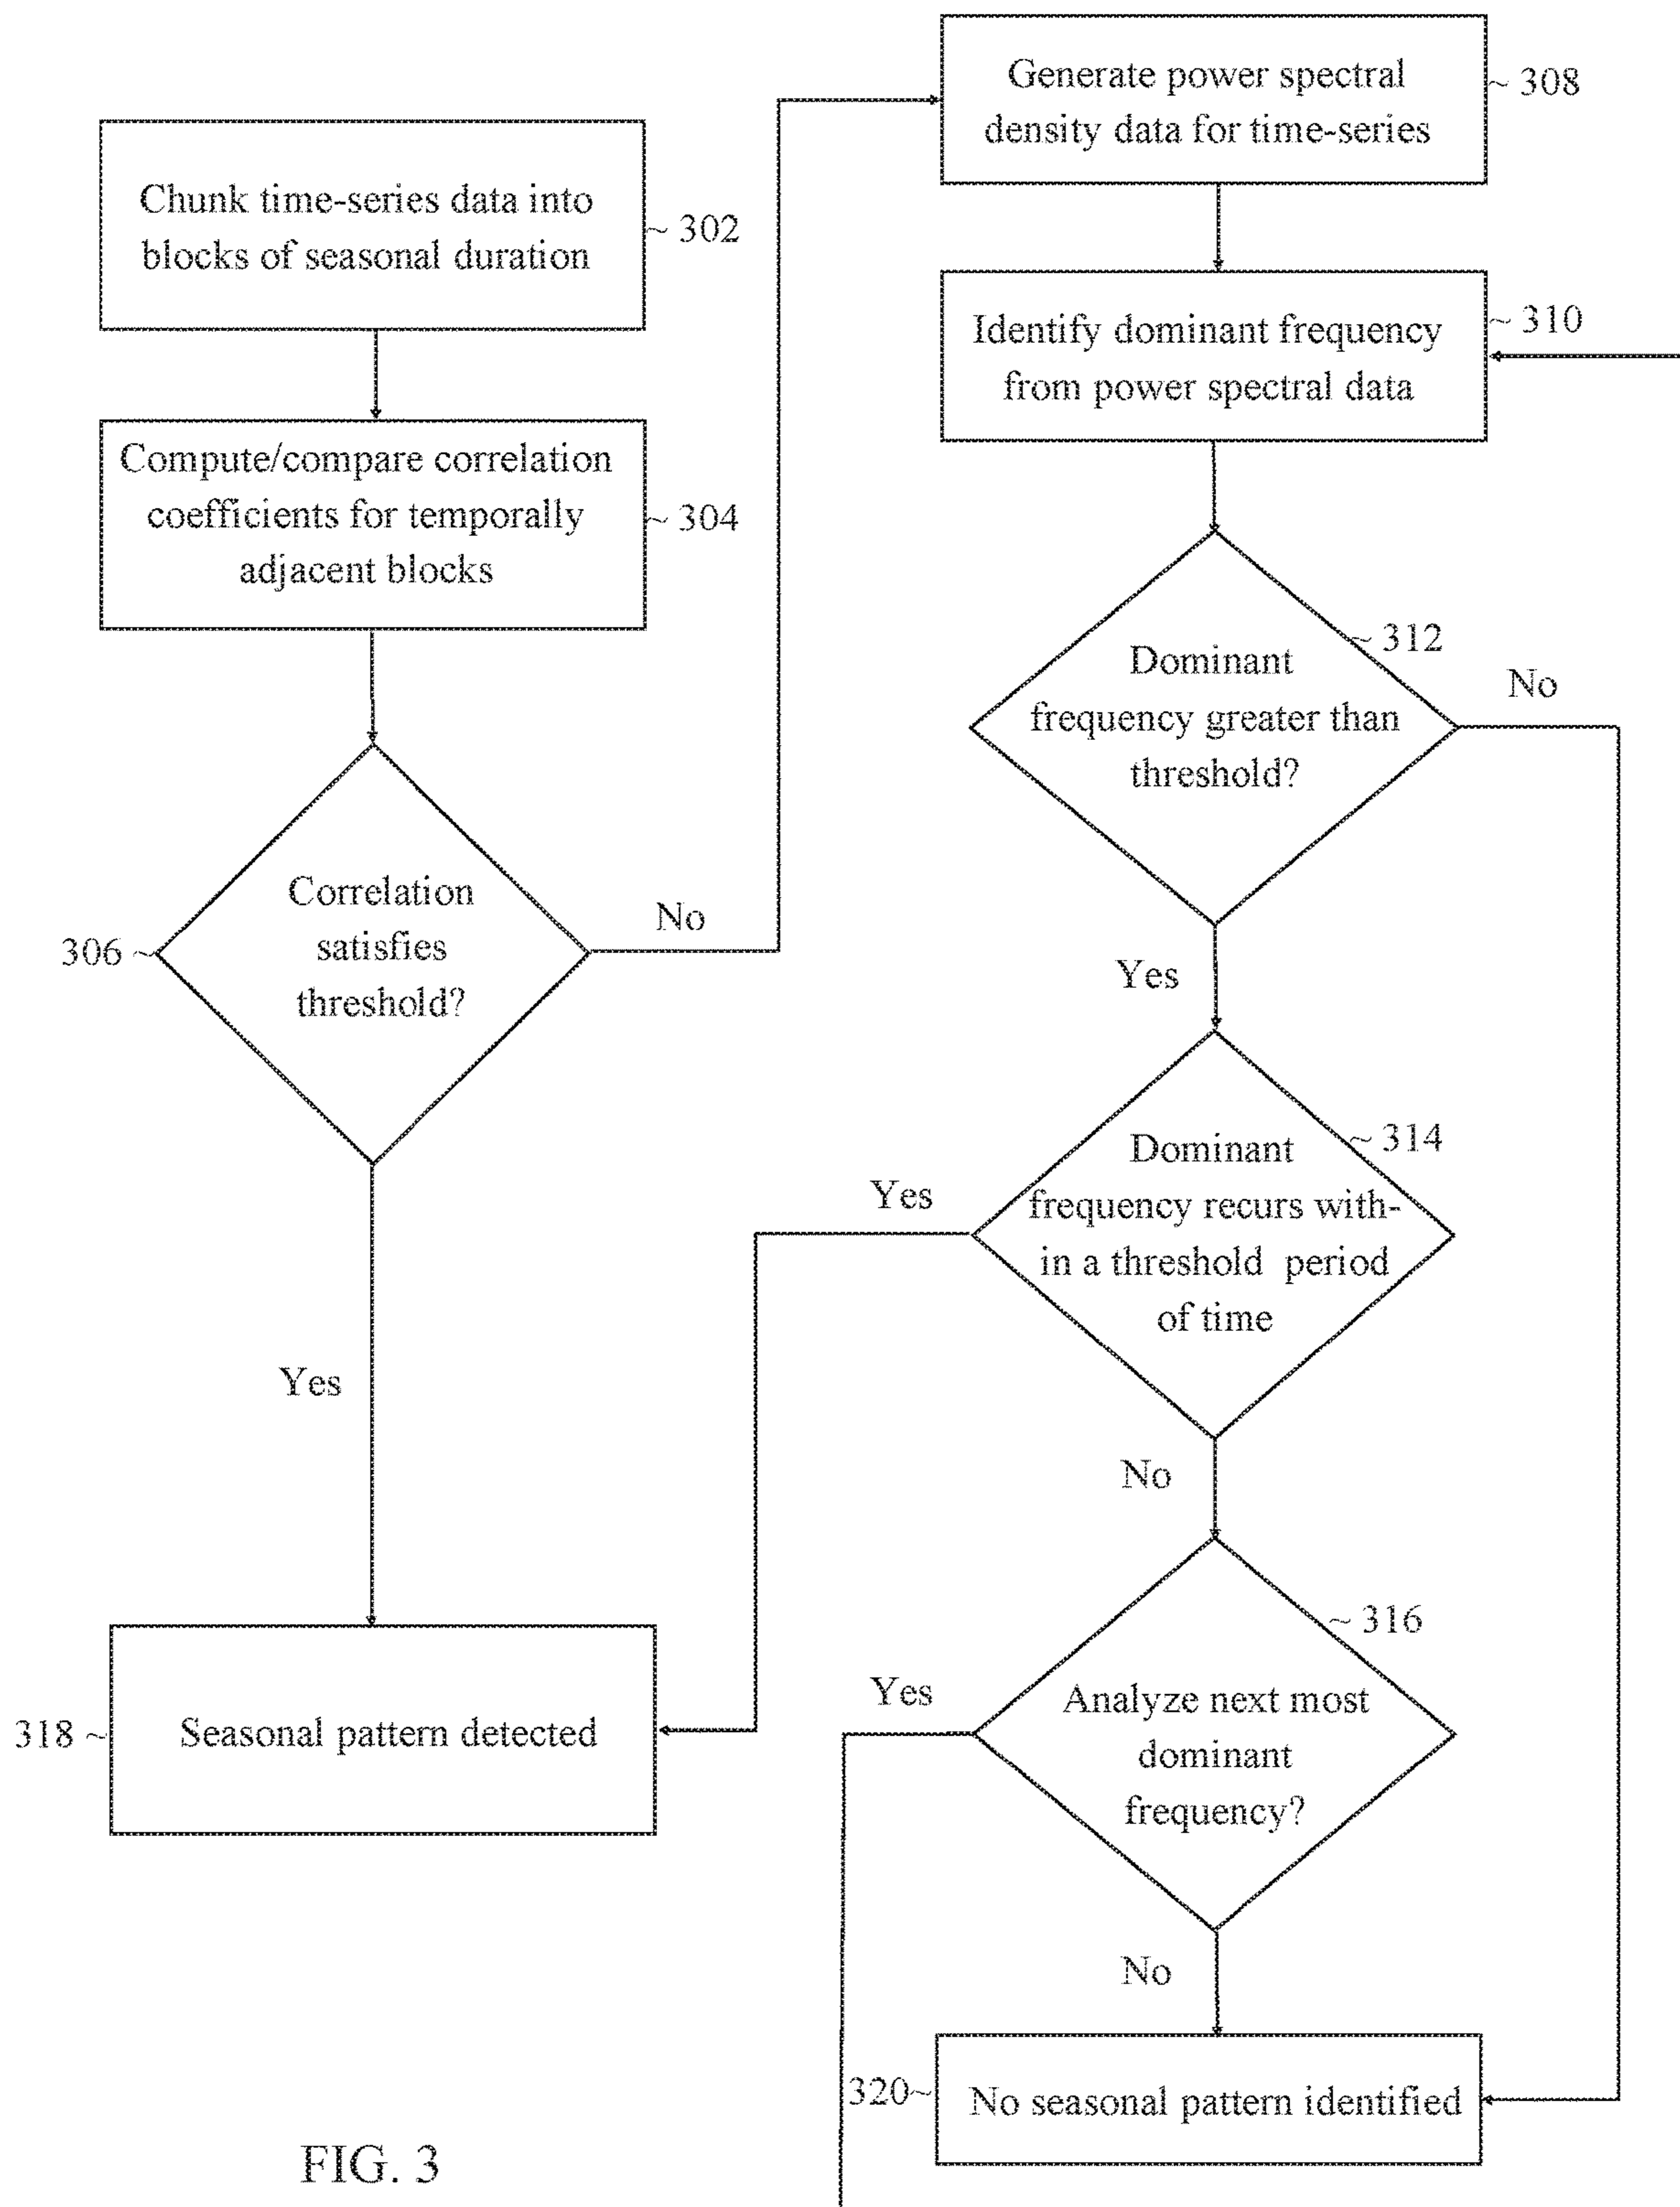 Chunk time-series data into
blocks of seasonal duration
~ 302
Compute/compare correlation
coefficients for temporally
adjacent blocks
~ 304
Correlation
satisfies
threshold?
306 ~
No
Yes
Generate power spectral
density data for time-series
~ 308
Identify dominant frequency
from power spectral data
~ 310
Dominant
frequency greater than
threshold?
~ 312
No
Yes
Dominant
frequency recurs with-
in a threshold period
of time
~ 314
Yes
No
Analyze next most
dominant
frequency?
~ 316
Yes
No
Seasonal pattern detected
318 ~
No seasonal pattern identified
320~
FIG. 3